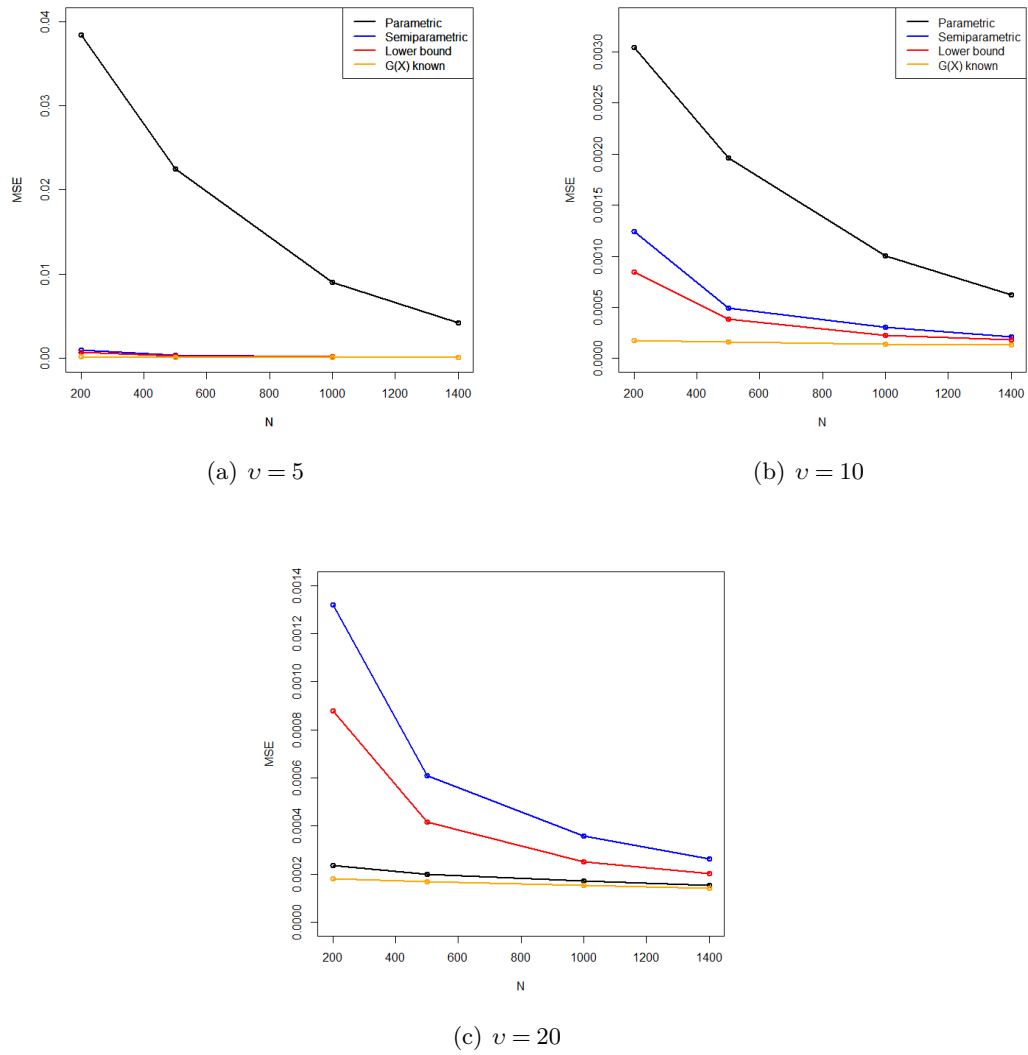 0.04
0.03
0.02
0.01
0.00
MSE
200 400 600 800 1000 1200 1400
N
Parametric
Semiparametric
Lower bound
G(X) known
(a) υ = 5
0.0030
0.0025
0.0020
0.0015
0.0010
0.0005
0.0000
MSE
200 400 600 800 1000 1200 1400
N
Parametric
Semiparametric
Lower bound
G(X) known
(b) υ = 10
0.0014
0.0012
0.0010
0.0008
0.0006
0.0004
0.0002
0.0000
MSE
200 400 600 800 1000 1200 1400
N
(c) υ = 20